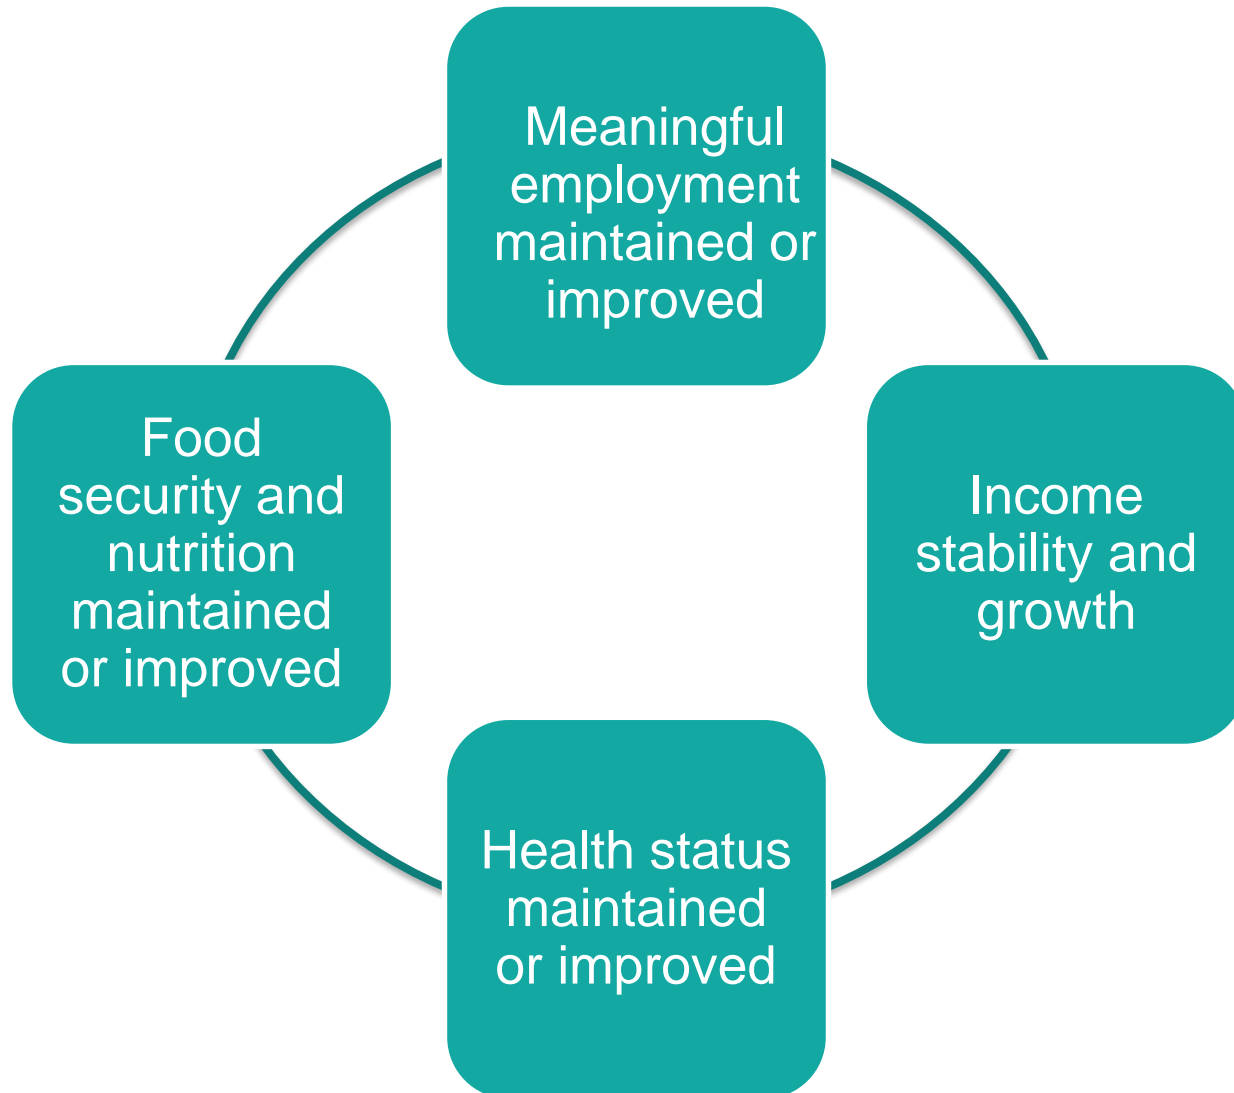 Meaningful
employment
maintained or
improved
Food
security and
nutrition
maintained
or improved
Income
stability and
growth
Health status
maintained
or improved